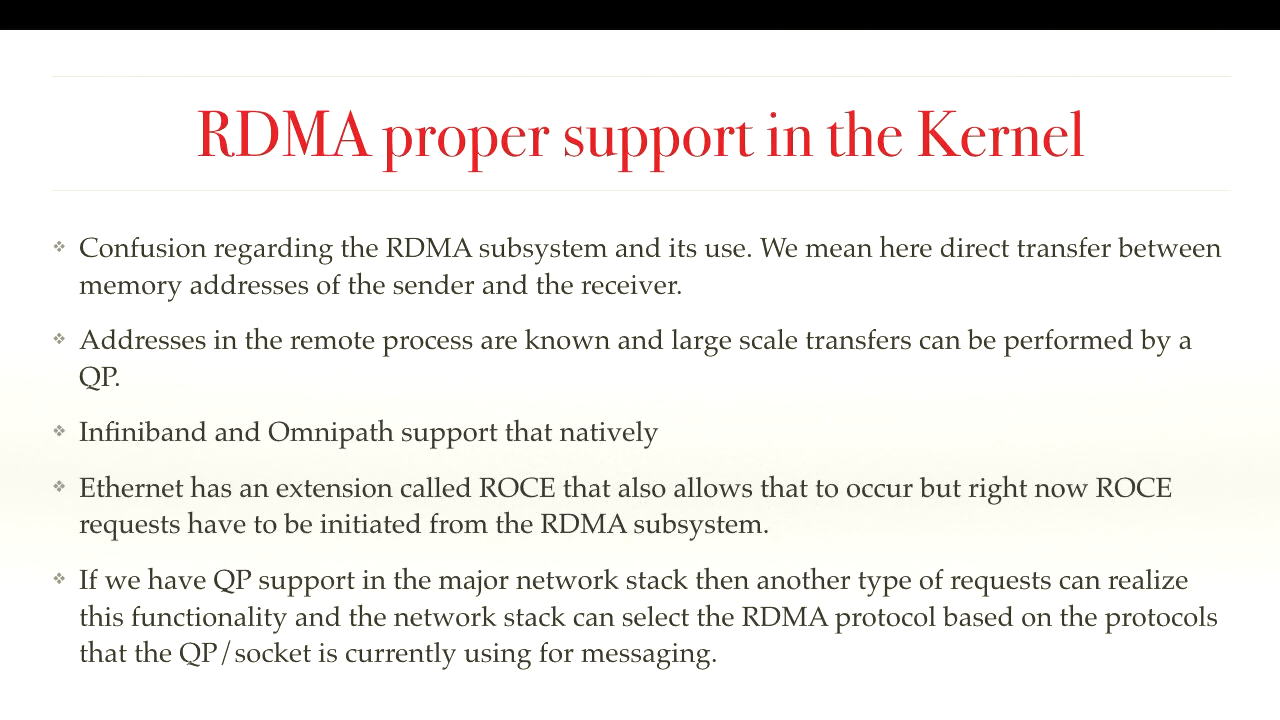 RDMA proper support in the Kernel
Confusion regarding the RDMA subsystem and its use. We mean here direct transfer between
memory addresses of the sender and the receiver.
Addresses in the remote process are known and large scale transfers can be performed by a
QP.
Infiniband and Omnipath support that natively
Ethernet has an extension called ROCE that also allows that to occur but right now ROCE
requests have to be initiated from the RDMA subsystem.
If we have QP support in the major network stack then another type of requests can realize
this functionality and the network stack can select the RDMA protocol based on the protocols
that the QP/socket is currently using for messaging.